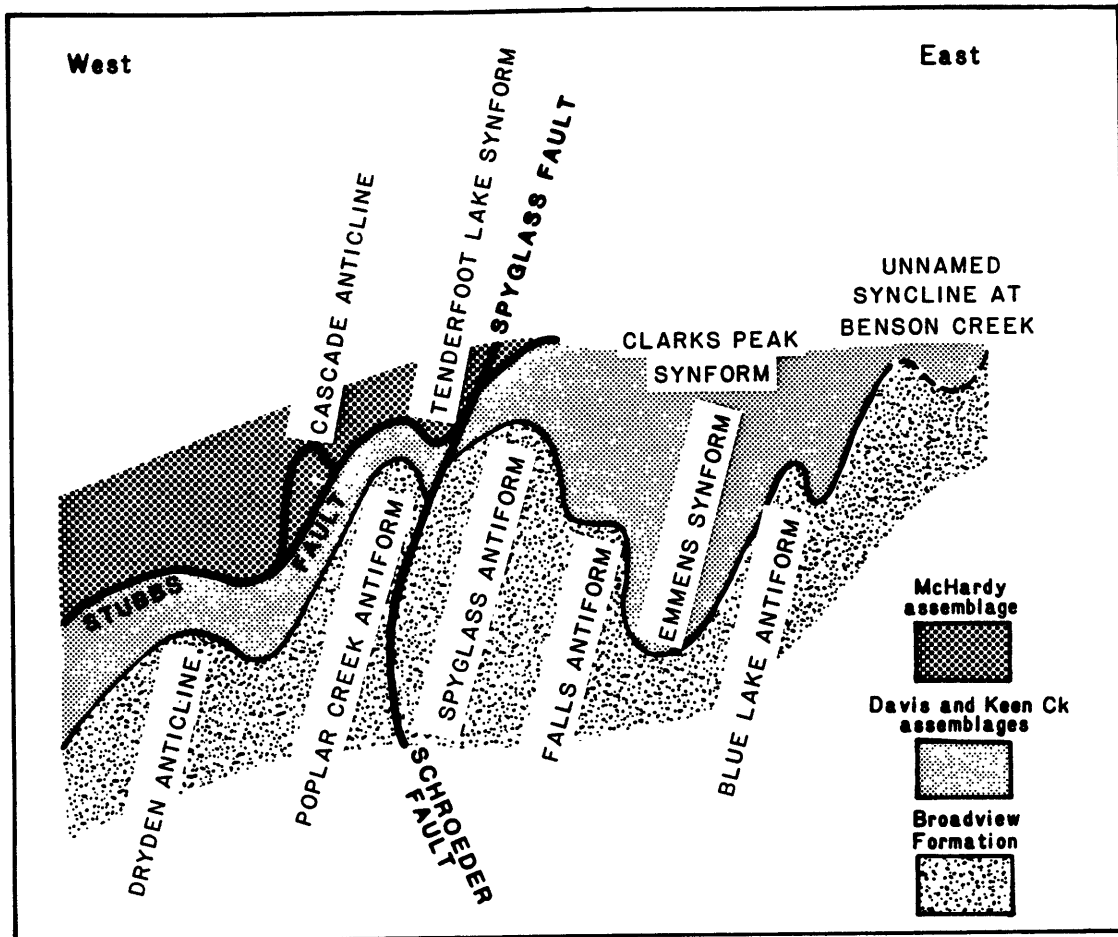 West
East
CASCADE ANTICLINE
TENDERFOOT LAKE SYNFORM
SPYGLASS FAULT
UNNAMED
SYNCLINE AT
BENSON CREEK
CLARKS PEAK
SYNFORM
STUBBS
FAULT
DRYDEN ANTICLINE
POPLAR CREEK ANTIFORM
SCHROEDER
FAULT
SPYGLASS ANTIFORM
FALLS ANTIFORM
EMMENS SYNFORM
BLUE LAKE ANTIFORM
McHardy
assemblage
Davis and Keen Ck
assemblages
Broadview
Formation